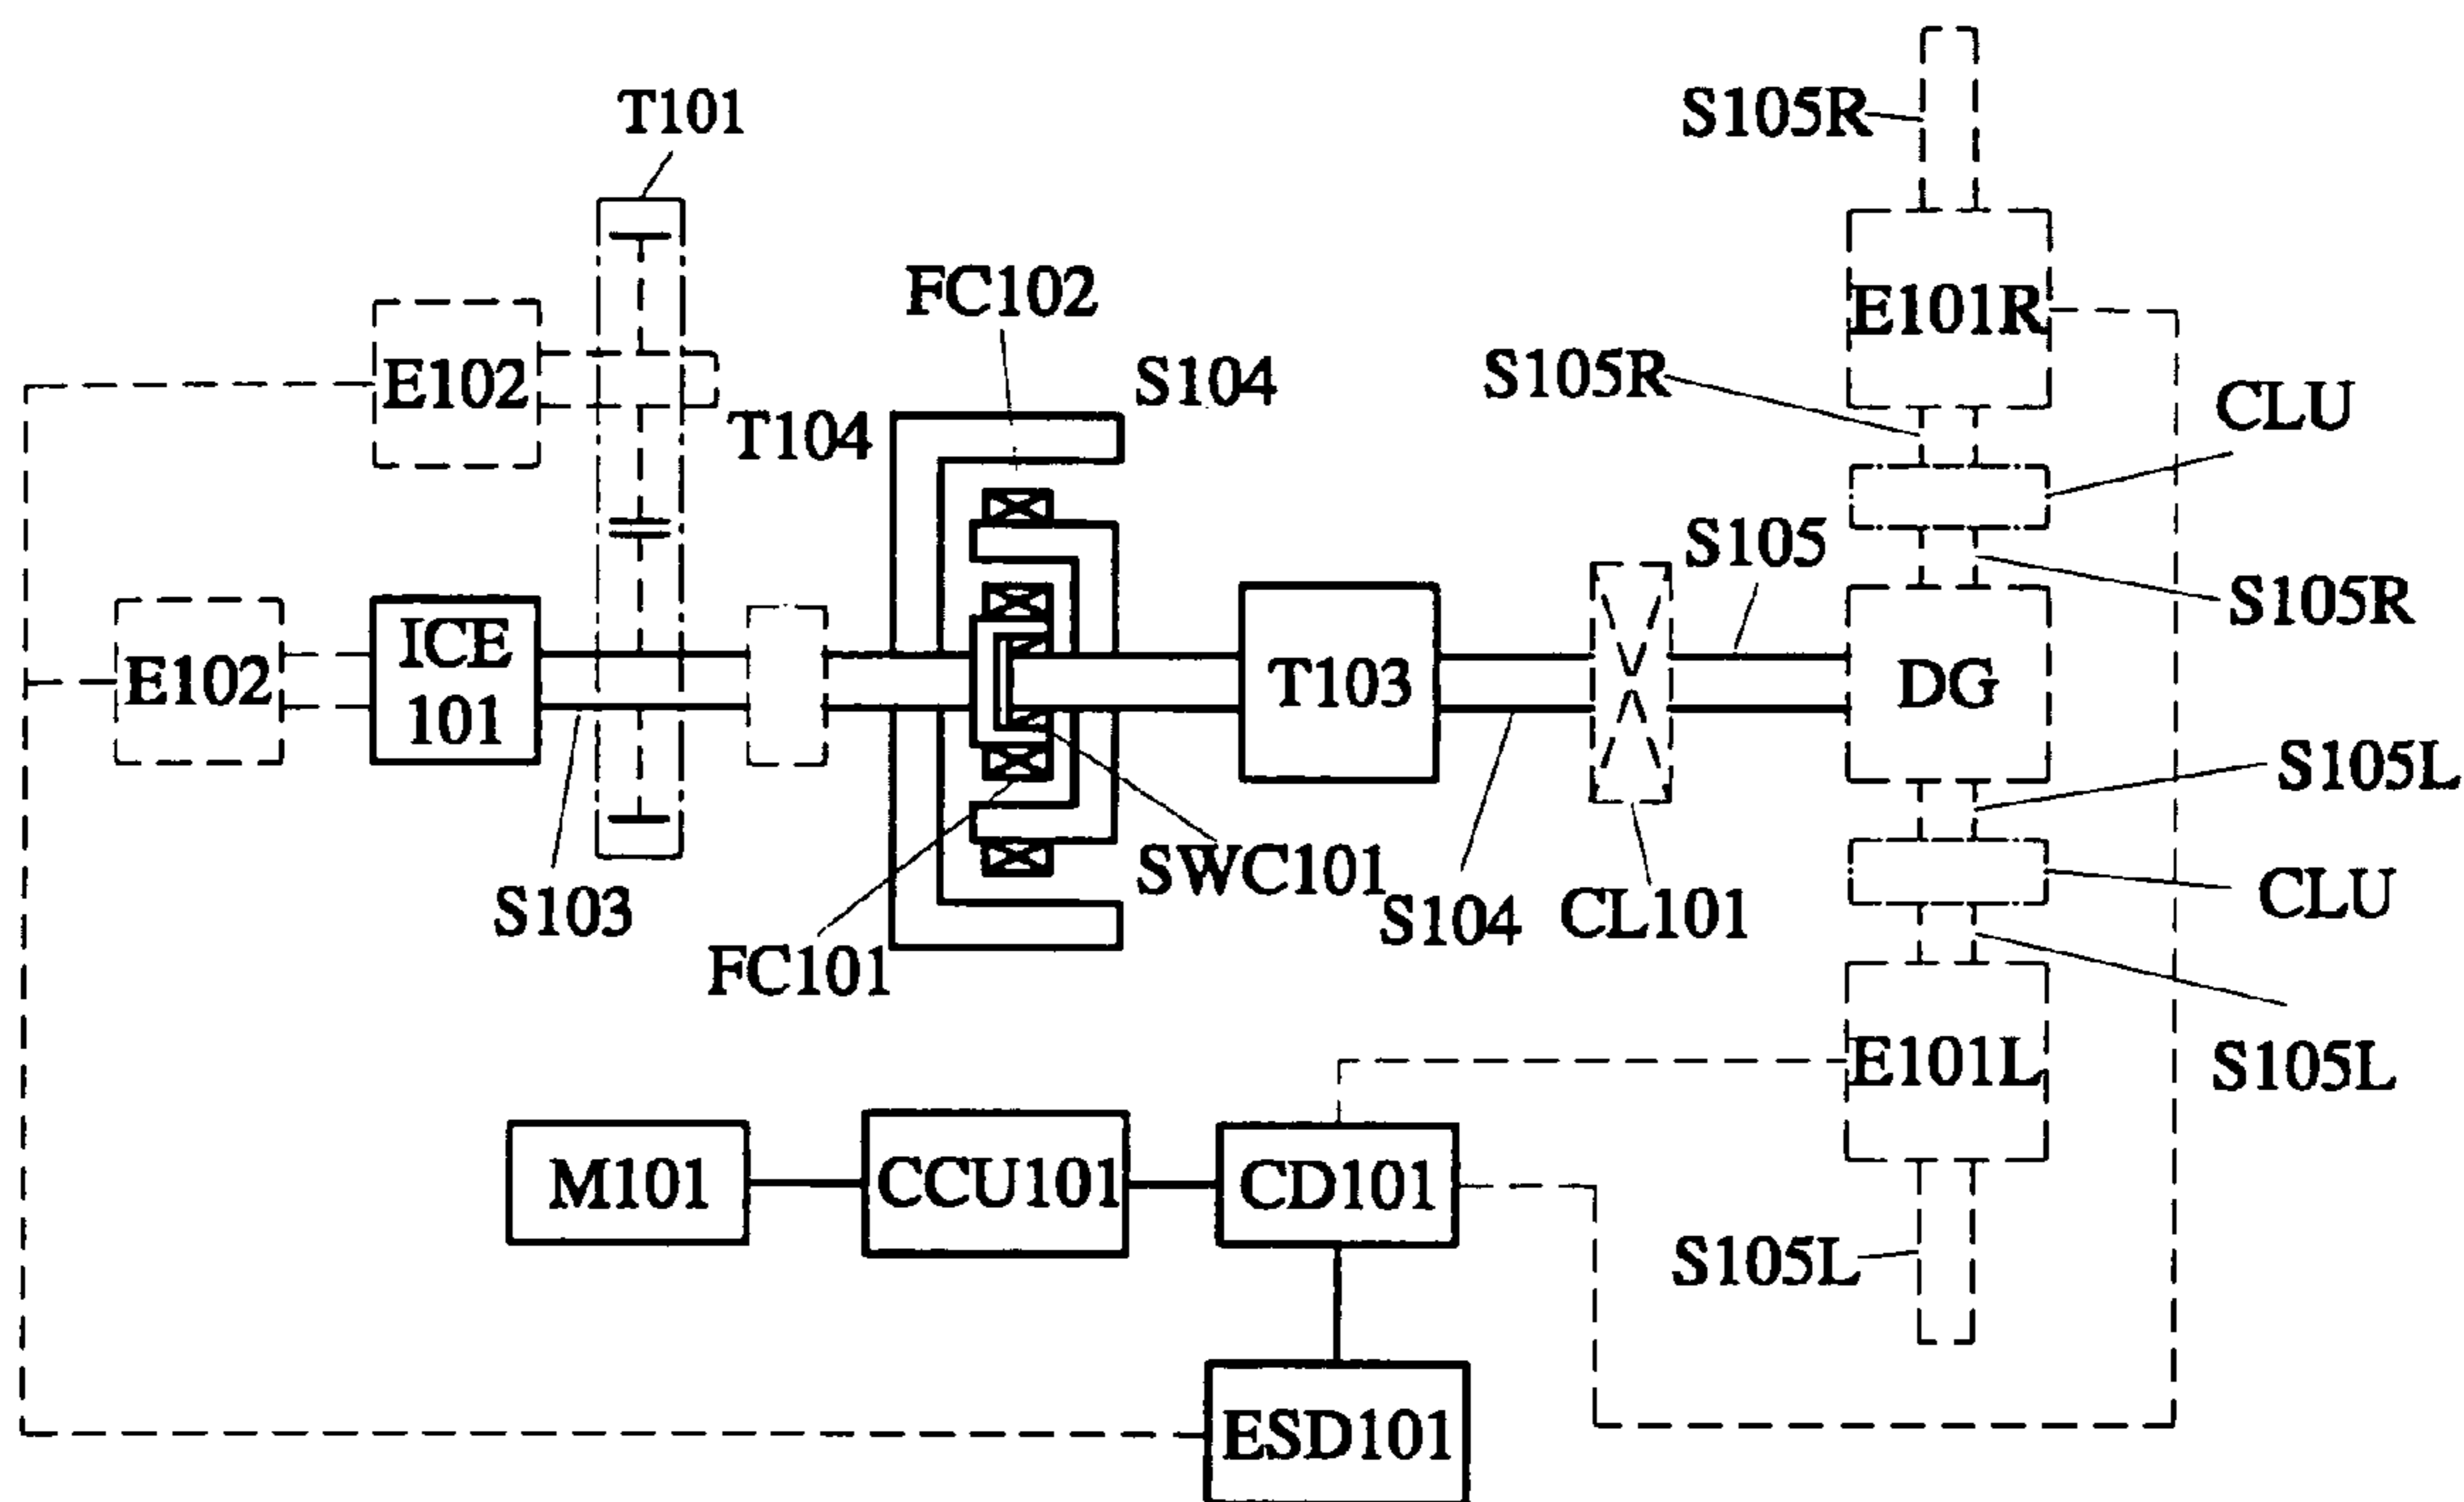 T101
S105R
FC102
E101R
S104
S105R
E102
CLU
T104
S105
S105R
ICE
101
E102
T103
DG
S105L
SWC101
S103
S104
CL101
CLU
FC101
E101L
S105L
M101
CCU101
CD101
S105L
ESD101